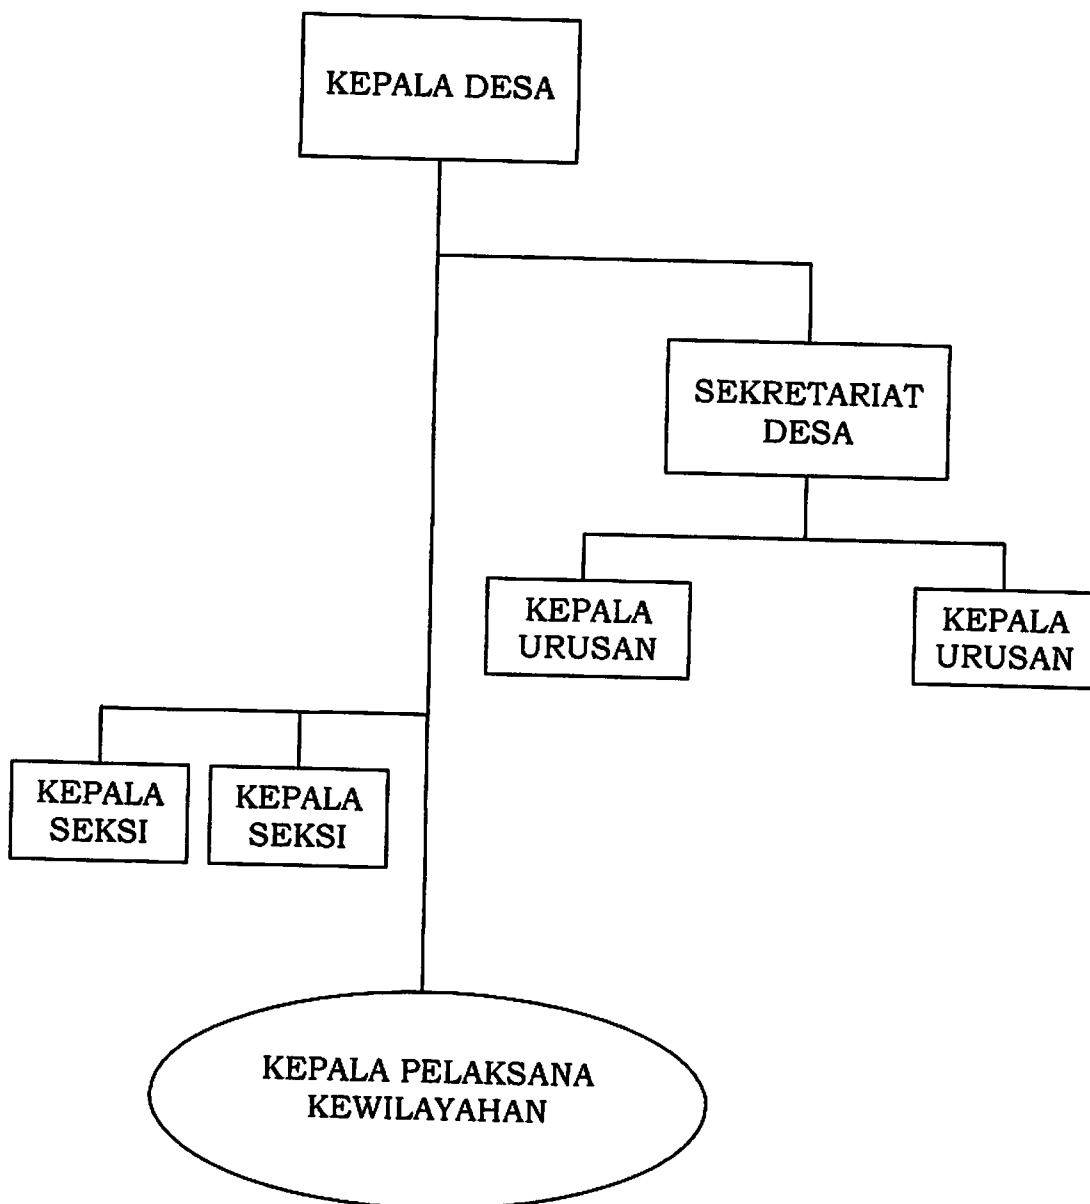 KEPALA DESA
SEKRETARIAT
DESA
KEPALA
URUSAN
KEPALA
URUSAN
KEPALA
SEKSI
KEPALA
SEKSI
KEPALA PELAKSANA
KEWILAYAHAN